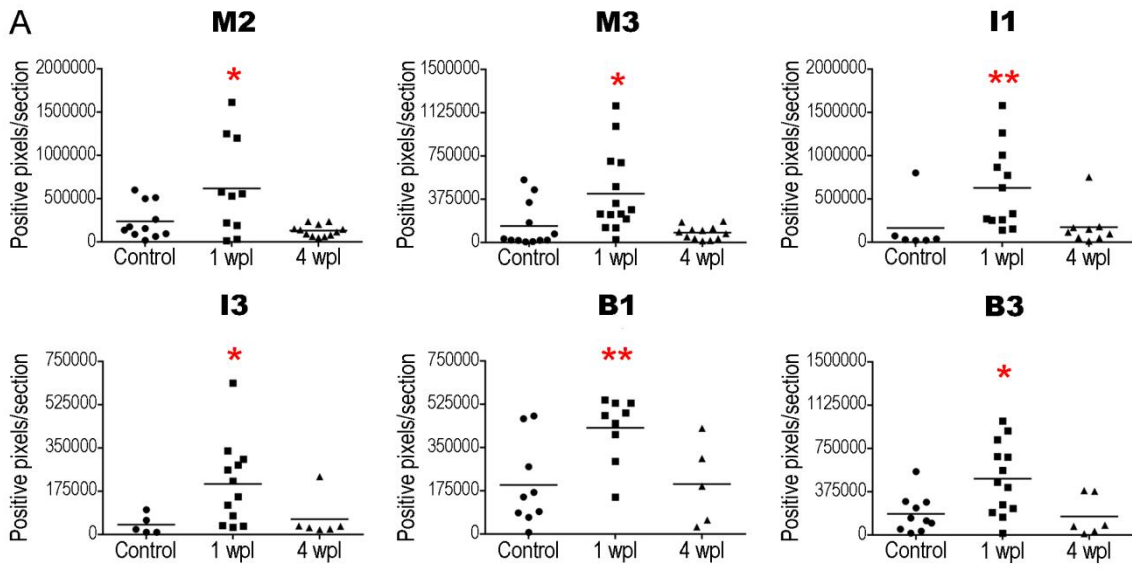 A
M2
M3
I1
Positive pixels/section
2000000
1500000
1000000
500000
0
*
Control
1 wpl
4 wpl
Positive pixels/section
1500000
1125000
750000
375000
0
*
Control
1 wpl
4 wpl
Positive pixels/section
2000000
1500000
1000000
500000
0
**
Control
1 wpl
4 wpl
I3
B1
B3
Positive pixels/section
750000
525000
350000
175000
0
*
Control
1 wpl
4 wpl
Positive pixels/section
750000
525000
350000
175000
0
**
Control
1 wpl
4 wpl
Positive pixels/section
1500000
1125000
750000
375000
0
*
Control
1 wpl
4 wpl